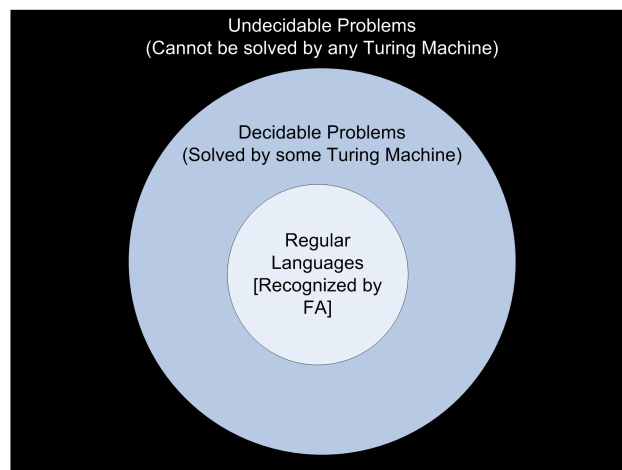 Undecidable Problems
(Cannot be solved by any Turing Machine)
Decidable Problems
(Solved by some Turing Machine)
Regular
Languages
[Recognized by
FA]